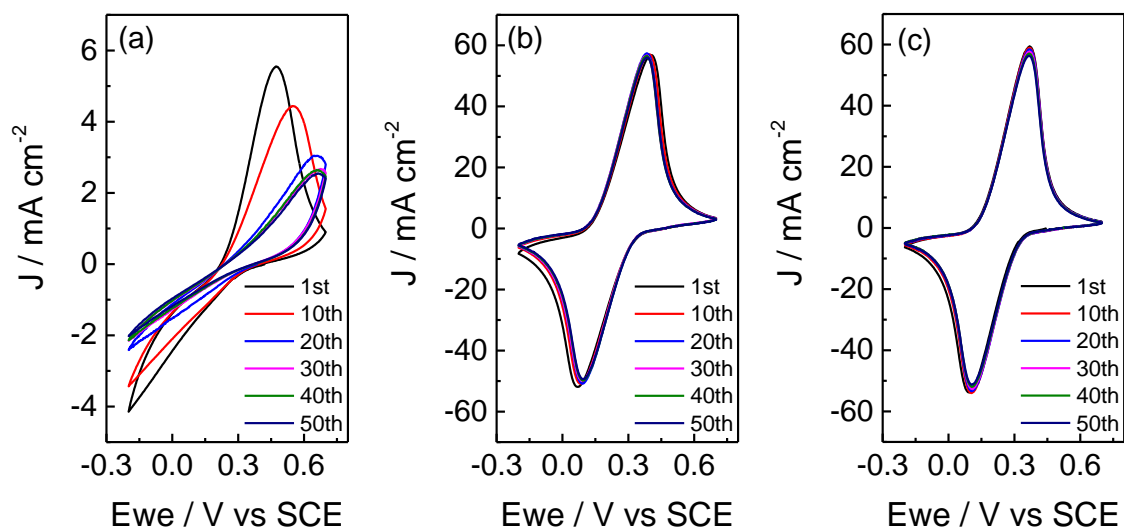 (a)
J / mA cm-2
6
4
2
0
-2
-4
-0.3 0.0 0.3 0.6
Ewe / V vs SCE
1st
10th
20th
30th
40th
50th
(b)
J / mA cm-2
60
40
20
0
-20
-40
-60
-0.3 0.0 0.3 0.6
Ewe / V vs SCE
1st
10th
20th
30th
40th
50th
(c)
J / mA cm-2
60
40
20
0
-20
-40
-60
-0.3 0.0 0.3 0.6
Ewe / V vs SCE
1st
10th
20th
30th
40th
50th